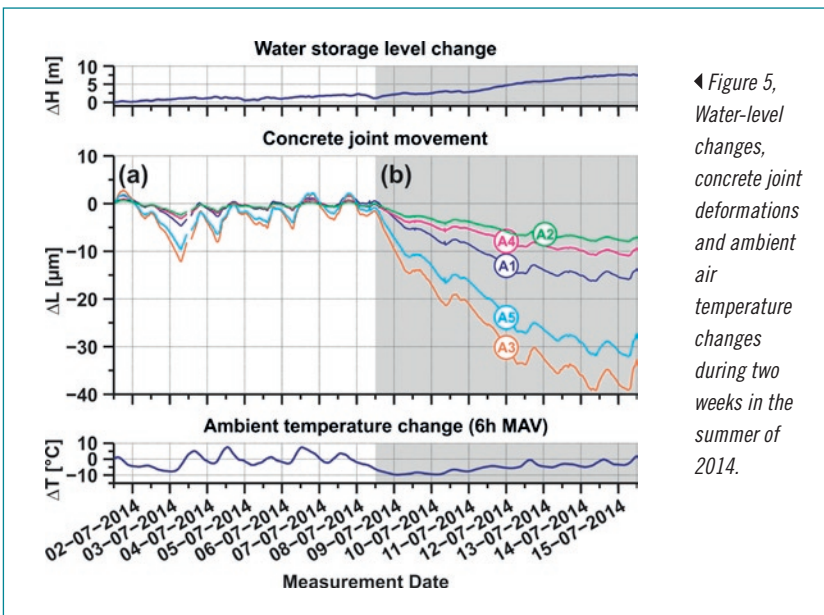 Water storage level change
ΔH [m]
10
5
0
Concrete joint movement
ΔL [µm]
10
0
−10
−20
−30
−40
(a)
(b)
A4
A2
A1
A5
A3
Ambient temperature change (6h MAV)
ΔT [°C]
10
0
−10
02−07−2014
03−07−2014
04−07−2014
05−07−2014
06−07−2014
07−07−2014
08−07−2014
09−07−2014
10−07−2014
11−07−2014
12−07−2014
13−07−2014
14−07−2014
15−07−2014
Measurement Date
◀ Figure 5,
Water-level
changes,
concrete joint
deformations
and ambient
air
temperature
changes
during two
weeks in the
summer of
2014.